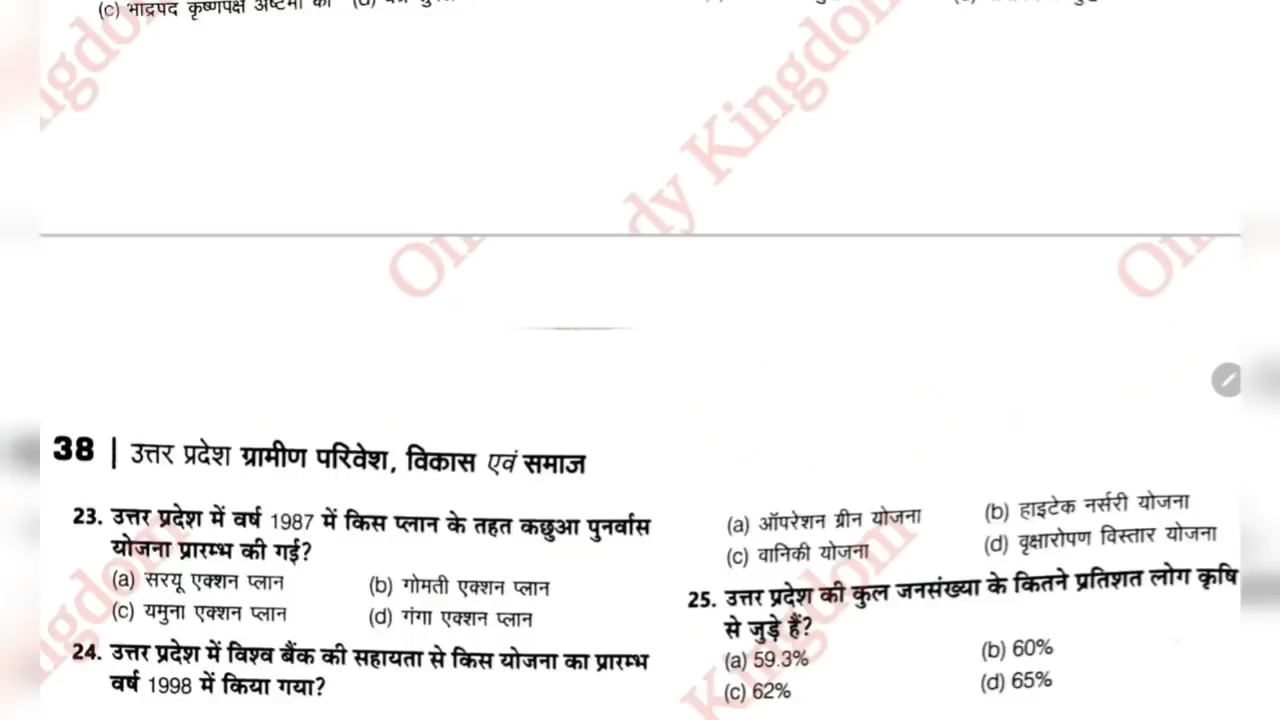 (c) भाद्रपद कृष्णपक्ष अष्टमी को (d)
38 | उत्तर प्रदेश ग्रामीण परिवेश, विकास एवं समाज
23. उत्तर प्रदेश में वर्ष 1987 में किस प्लान के तहत कछुआ पुनर्वास
योजना प्रारम्भ की गई?
(a) सरयू एक्शन प्लान (b) गोमती एक्शन प्लान
(c) यमुना एक्शन प्लान (d) गंगा एक्शन प्लान
24. उत्तर प्रदेश में विश्व बैंक की सहायता से किस योजना का प्रारम्भ
वर्ष 1998 में किया गया?
(a) ऑपरेशन ग्रीन योजना (b) हाइटेक नर्सरी योजना
(c) वानिकी योजना (d) वृक्षारोपण विस्तार योजना
25. उत्तर प्रदेश की कुल जनसंख्या के कितने प्रतिशत लोग कृषि
से जुड़े हैं?
(a) 59.3% (b) 60%
(c) 62% (d) 65%
Kingdom